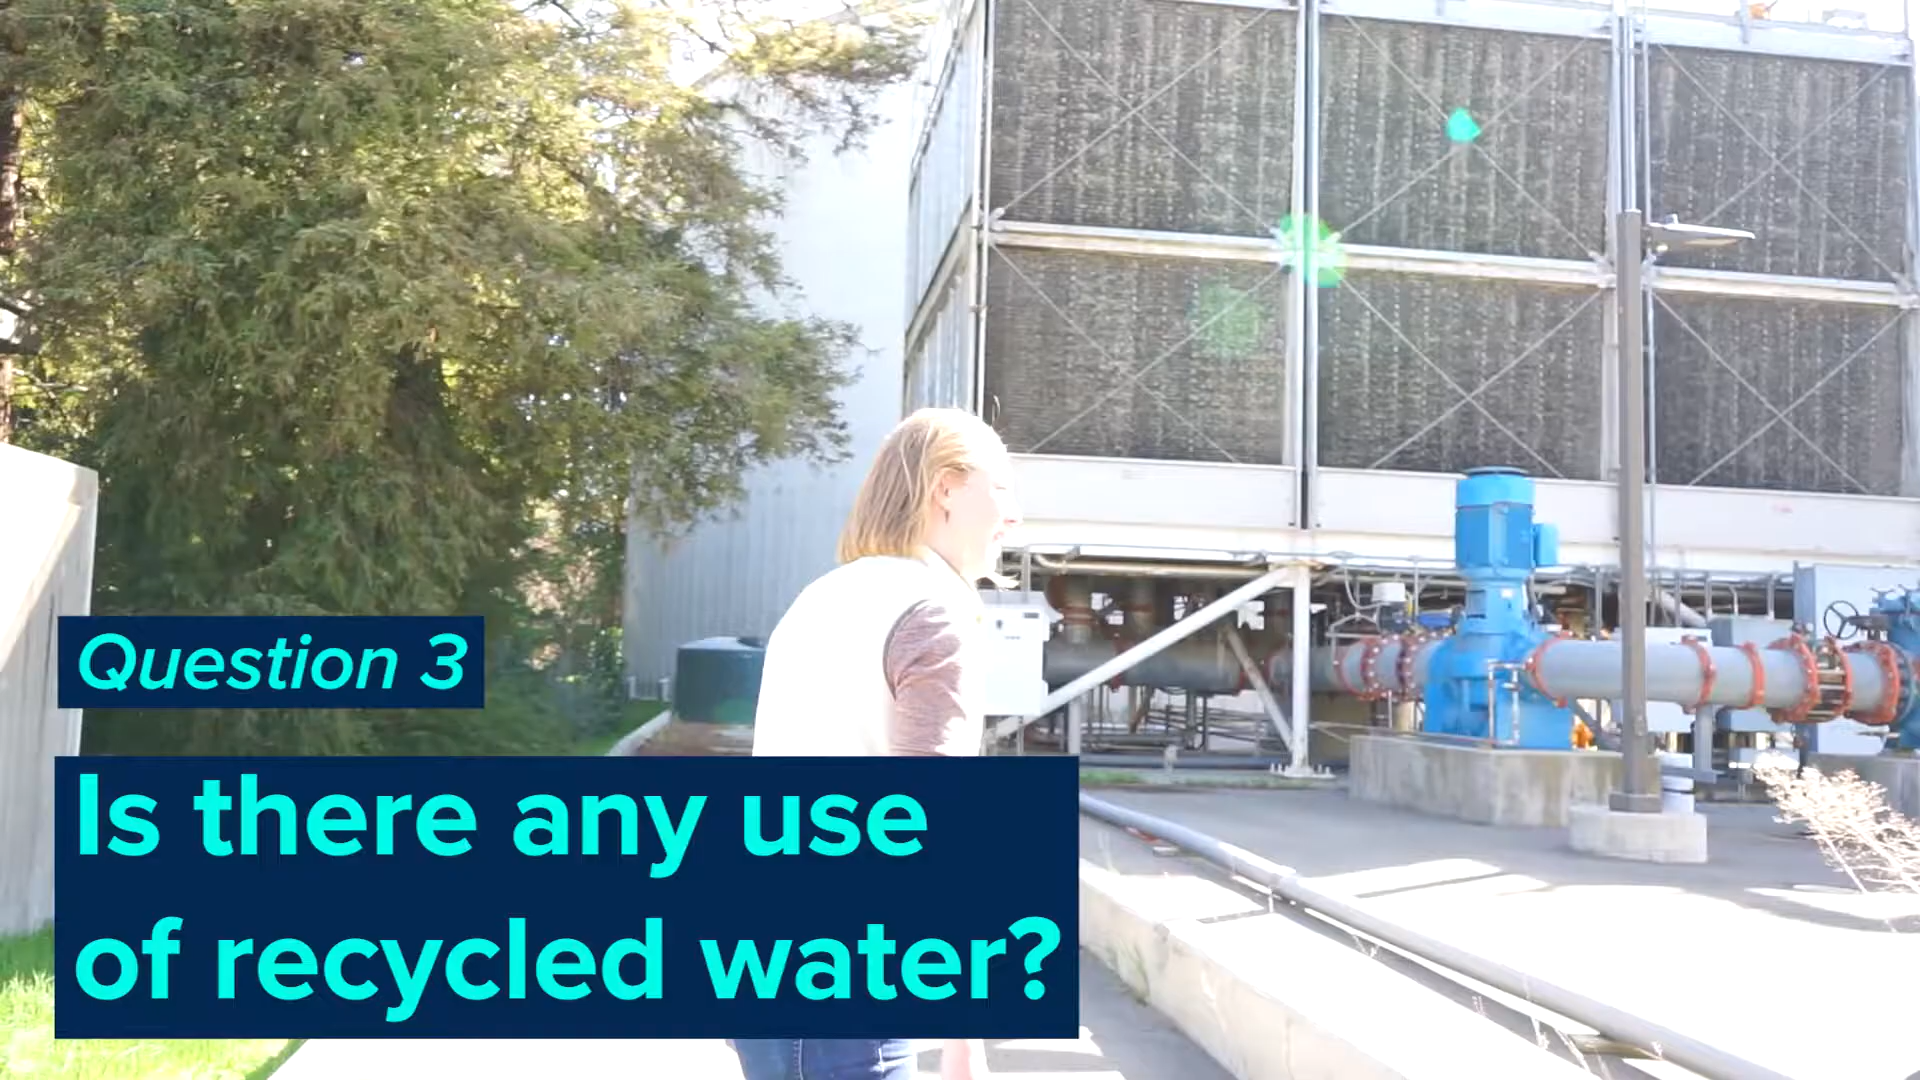 Question 3
Is there any use
of recycled water?